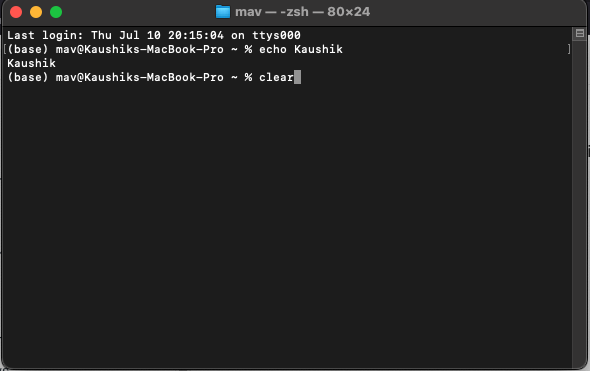 mav — -zsh — 80×24
Last login: Thu Jul 10 20:15:04 on ttys000
[(base) mav@Kaushiks-MacBook-Pro ~ % echo Kaushik ]
Kaushik
(base) mav@Kaushiks-MacBook-Pro ~ % clear